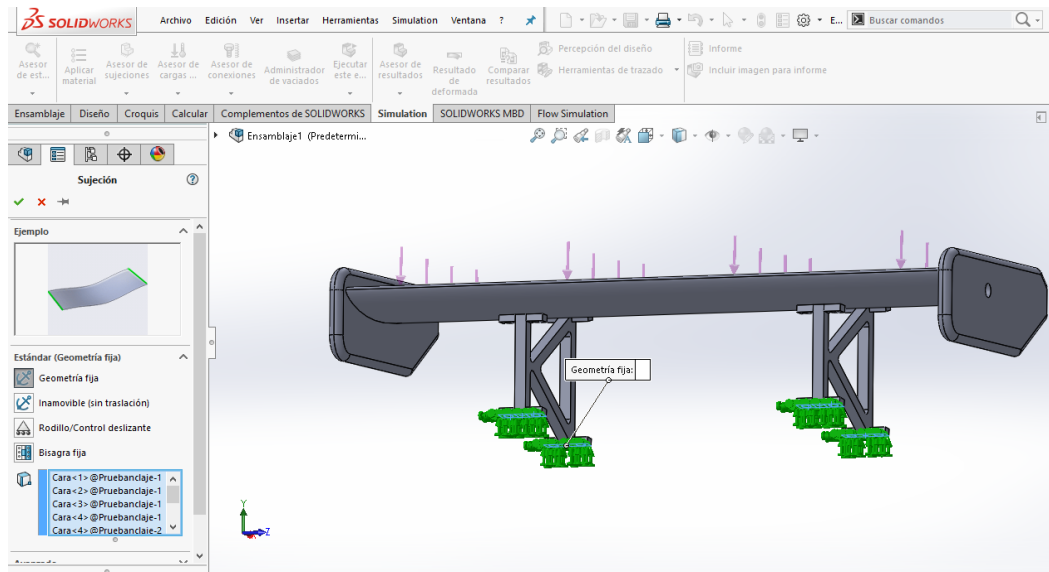 SOLIDWORKS Archivo Edición Ver Insertar Herramientas Simulation Ventana ? E... Buscar comandos
Asesor de est...
Aplicar material
Asesor de sujeciones
Asesor de cargas ...
Asesor de conexiones
Administrador de vaciados
Ejecutar este e...
Asesor de resultados
Resultado de deformada
Comparar resultados
Percepción del diseño
Herramientas de trazado
Informe
Incluir imagen para informe
Ensamblaje Diseño Croquis Calcular Complementos de SOLIDWORKS Simulation SOLIDWORKS MBD Flow Simulation
Ensamblaje1 (Predetermi...
Sujeción
Ejemplo
Estándar (Geometría fija)
Geometría fija
Inamovible (sin traslación)
Rodillo/Control deslizante
Bisagra fija
Cara<1>@Pruebanclaje-1
Cara<2>@Pruebanclaje-1
Cara<3>@Pruebanclaje-1
Cara<4>@Pruebanclaje-1
Cara<4>@Pruebanclaje-2
Geometría fija:
Y
Z